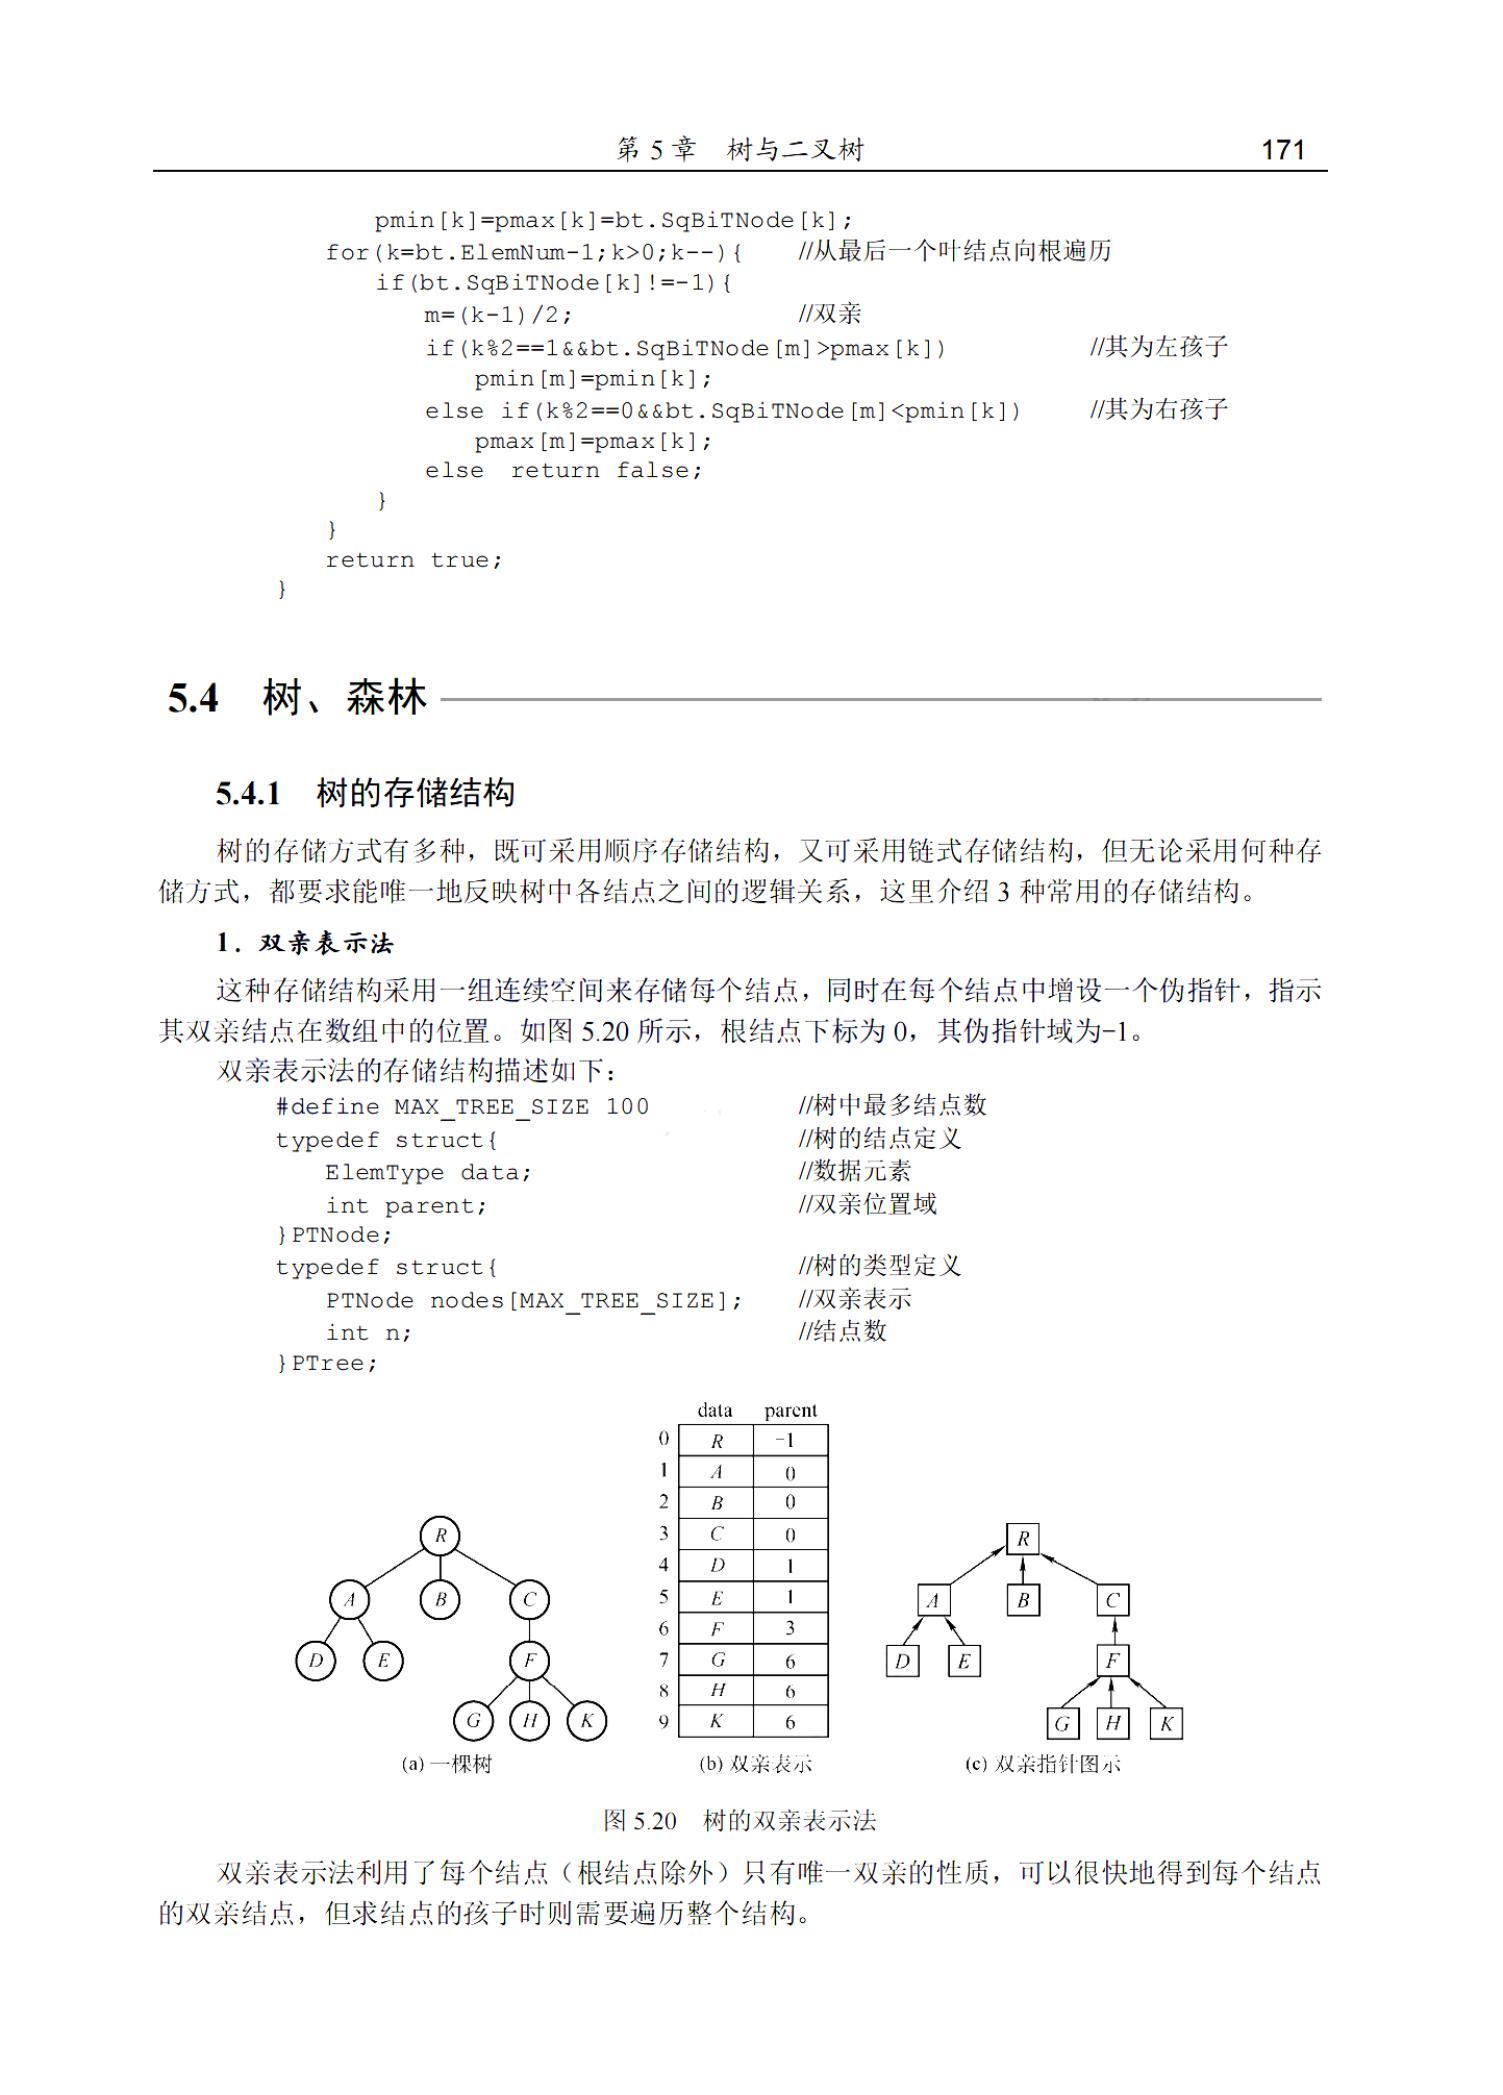 第 5 章 树与二叉树 171
pmin[k]=pmax[k]=bt.SqBiTNode[k];
for(k=bt.ElemNum-1;k>0;k--){ //从最后一个叶结点向根遍历
if(bt.SqBiTNode[k]!=-1){
m=(k-1)/2; //双亲
if(k%2==1&&bt.SqBiTNode[m]>pmax[k]) //其为左孩子
pmin[m]=pmin[k];
else if(k%2==0&&bt.SqBiTNode[m]<pmin[k]) //其为右孩子
pmax[m]=pmax[k];
else return false;
}
}
return true;
}
5.4 树、森林
5.4.1 树的存储结构
树的存储方式有多种，既可采用顺序存储结构，又可采用链式存储结构，但无论采用何种存
储方式，都要求能唯一地反映树中各结点之间的逻辑关系，这里介绍 3 种常用的存储结构。
1．双亲表示法
这种存储结构采用一组连续空间来存储每个结点，同时在每个结点中增设一个伪指针，指示
其双亲结点在数组中的位置。如图 5.20 所示，根结点下标为 0，其伪指针域为-1。
双亲表示法的存储结构描述如下：
#define MAX_TREE_SIZE 100 //树中最多结点数
typedef struct{ //树的结点定义
ElemType data; //数据元素
int parent; //双亲位置域
}PTNode;
typedef struct{ //树的类型定义
PTNode nodes[MAX_TREE_SIZE]; //双亲表示
int n; //结点数
}PTree;
R
A B C
D E F
G H K
(a) 一棵树
data parent
0 R -1
1 A 0
2 B 0
3 C 0
4 D 1
5 E 1
6 F 3
7 G 6
8 H 6
9 K 6
(b) 双亲表示
R
A B C
D E F
G H K
(c) 双亲指针图示
图 5.20 树的双亲表示法
双亲表示法利用了每个结点（根结点除外）只有唯一双亲的性质，可以很快地得到每个结点
的双亲结点，但求结点的孩子时则需要遍历整个结构。